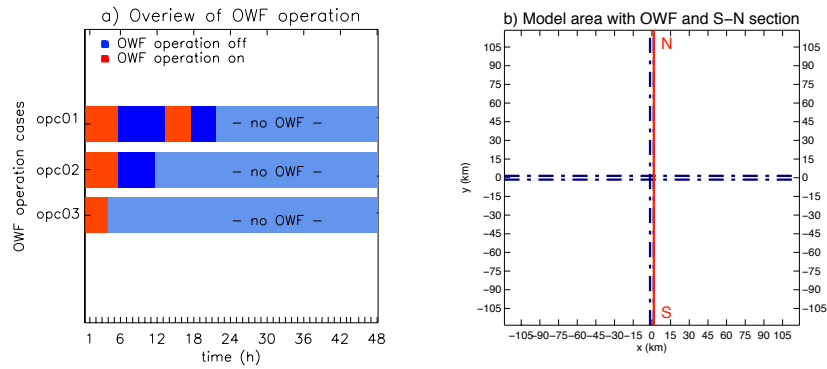 a) Overiew of OWF operation
OWF operation off
OWF operation on
OWF operation cases
opc01
— no OWF —
opc02
— no OWF —
opc03
— no OWF —
1 6 12 18 24 30 36 42 48
time (h)
b) Model area with OWF and S−N section
N
S
y (km)
105 105
90 90
75 75
60 60
45 45
30 30
15 15
0 0
−15 −15
−30 −30
−45 −45
−60 −60
−75 −75
−90 −90
−105 −105
−105−90−75−60−45−30−15 0 15 30 45 60 75 90 105
x (km)